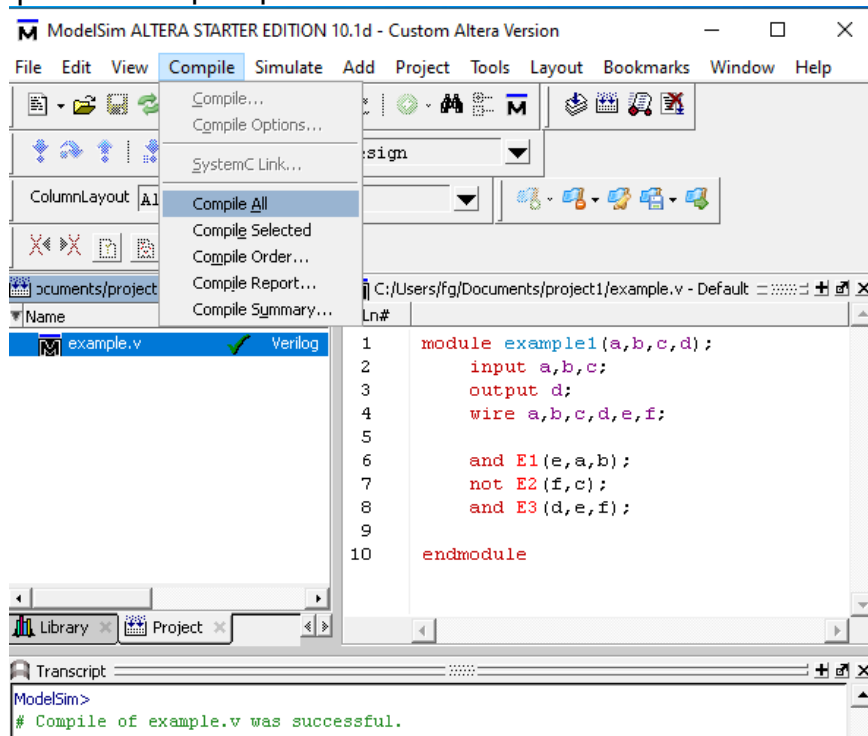 ModelSim ALTERA STARTER EDITION 10.1d - Custom Altera Version
File Edit View Compile Simulate Add Project Tools Layout Bookmarks Window Help
Compile...
Compile Options...
SystemC Link...
Compile All
Compile Selected
Compile Order...
Compile Report...
Compile Summary...
esign
ColumnLayout Al
ocuments/project
C:/Users/fg/Documents/project1/example.v - Default
Name
Ln#
example.v Verilog
1 module example1(a,b,c,d);
2 input a,b,c;
3 output d;
4 wire a,b,c,d,e,f;
5
6 and E1(e,a,b);
7 not E2(f,c);
8 and E3(d,e,f);
9
10 endmodule
Library Project
Transcript
ModelSim>
# Compile of example.v was successful.